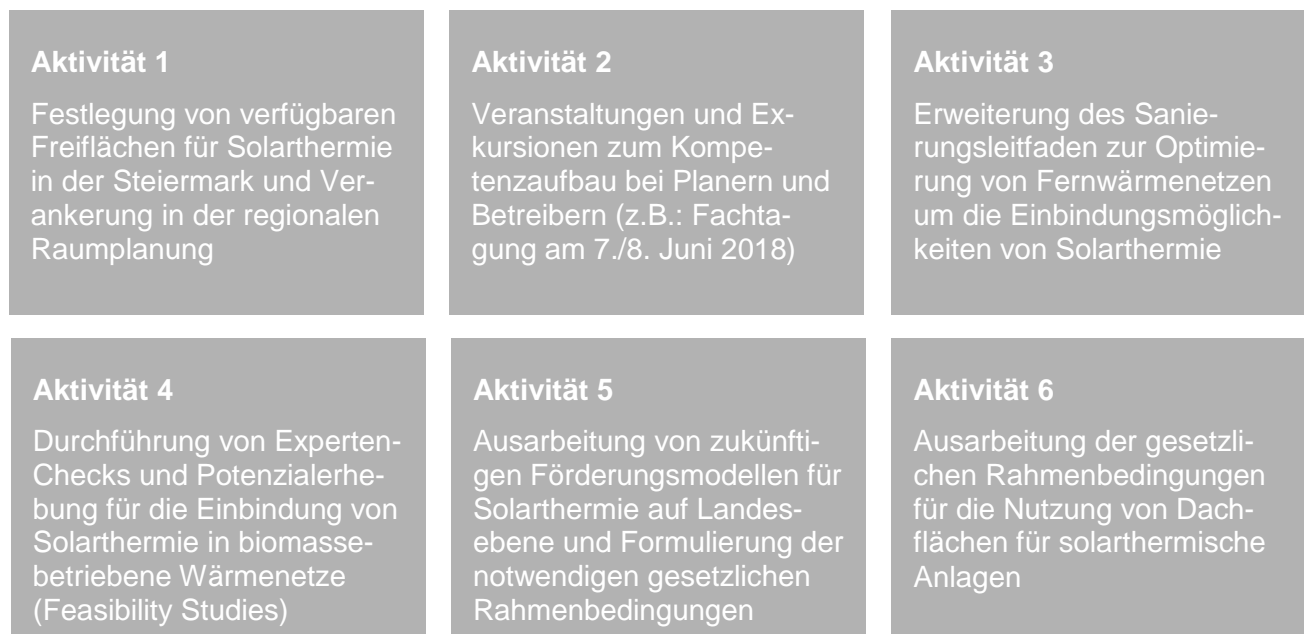 Aktivität 1
Festlegung von verfügbaren
Freiflächen für Solarthermie
in der Steiermark und Ver-
ankerung in der regionalen
Raumplanung
Aktivität 2
Veranstaltungen und Ex-
kursionen zum Kompe-
tenzaufbau bei Planern und
Betreibern (z.B.: Fachta-
gung am 7./8. Juni 2018)
Aktivität 3
Erweiterung des Sanie-
rungsleitfaden zur Optimie-
rung von Fernwärmenetzen
um die Einbindungsmöglich-
keiten von Solarthermie
Aktivität 4
Durchführung von Experten-
Checks und Potenzialerhe-
bung für die Einbindung von
Solarthermie in biomasse-
betriebene Wärmenetze
(Feasibility Studies)
Aktivität 5
Ausarbeitung von zukünfti-
gen Förderungsmodellen für
Solarthermie auf Landes-
ebene und Formulierung der
notwendigen gesetzlichen
Rahmenbedingungen
Aktivität 6
Ausarbeitung der gesetzli-
chen Rahmenbedingungen
für die Nutzung von Dach-
flächen für solarthermische
Anlagen